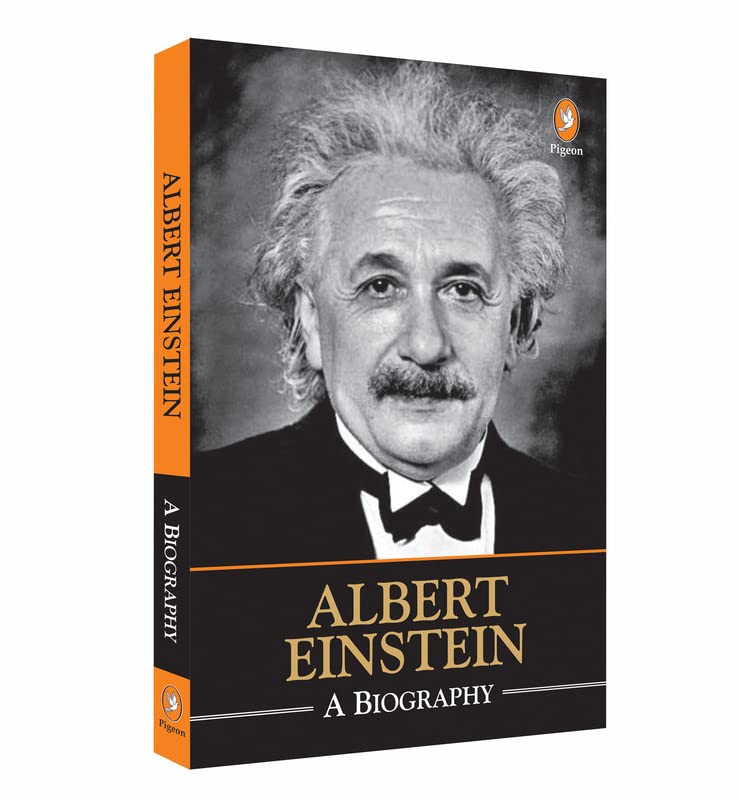 ALBERT EINSTEIN
A BIOGRAPHY
Pigeon
Pigeon
ALBERT
EINSTEIN
A BIOGRAPHY